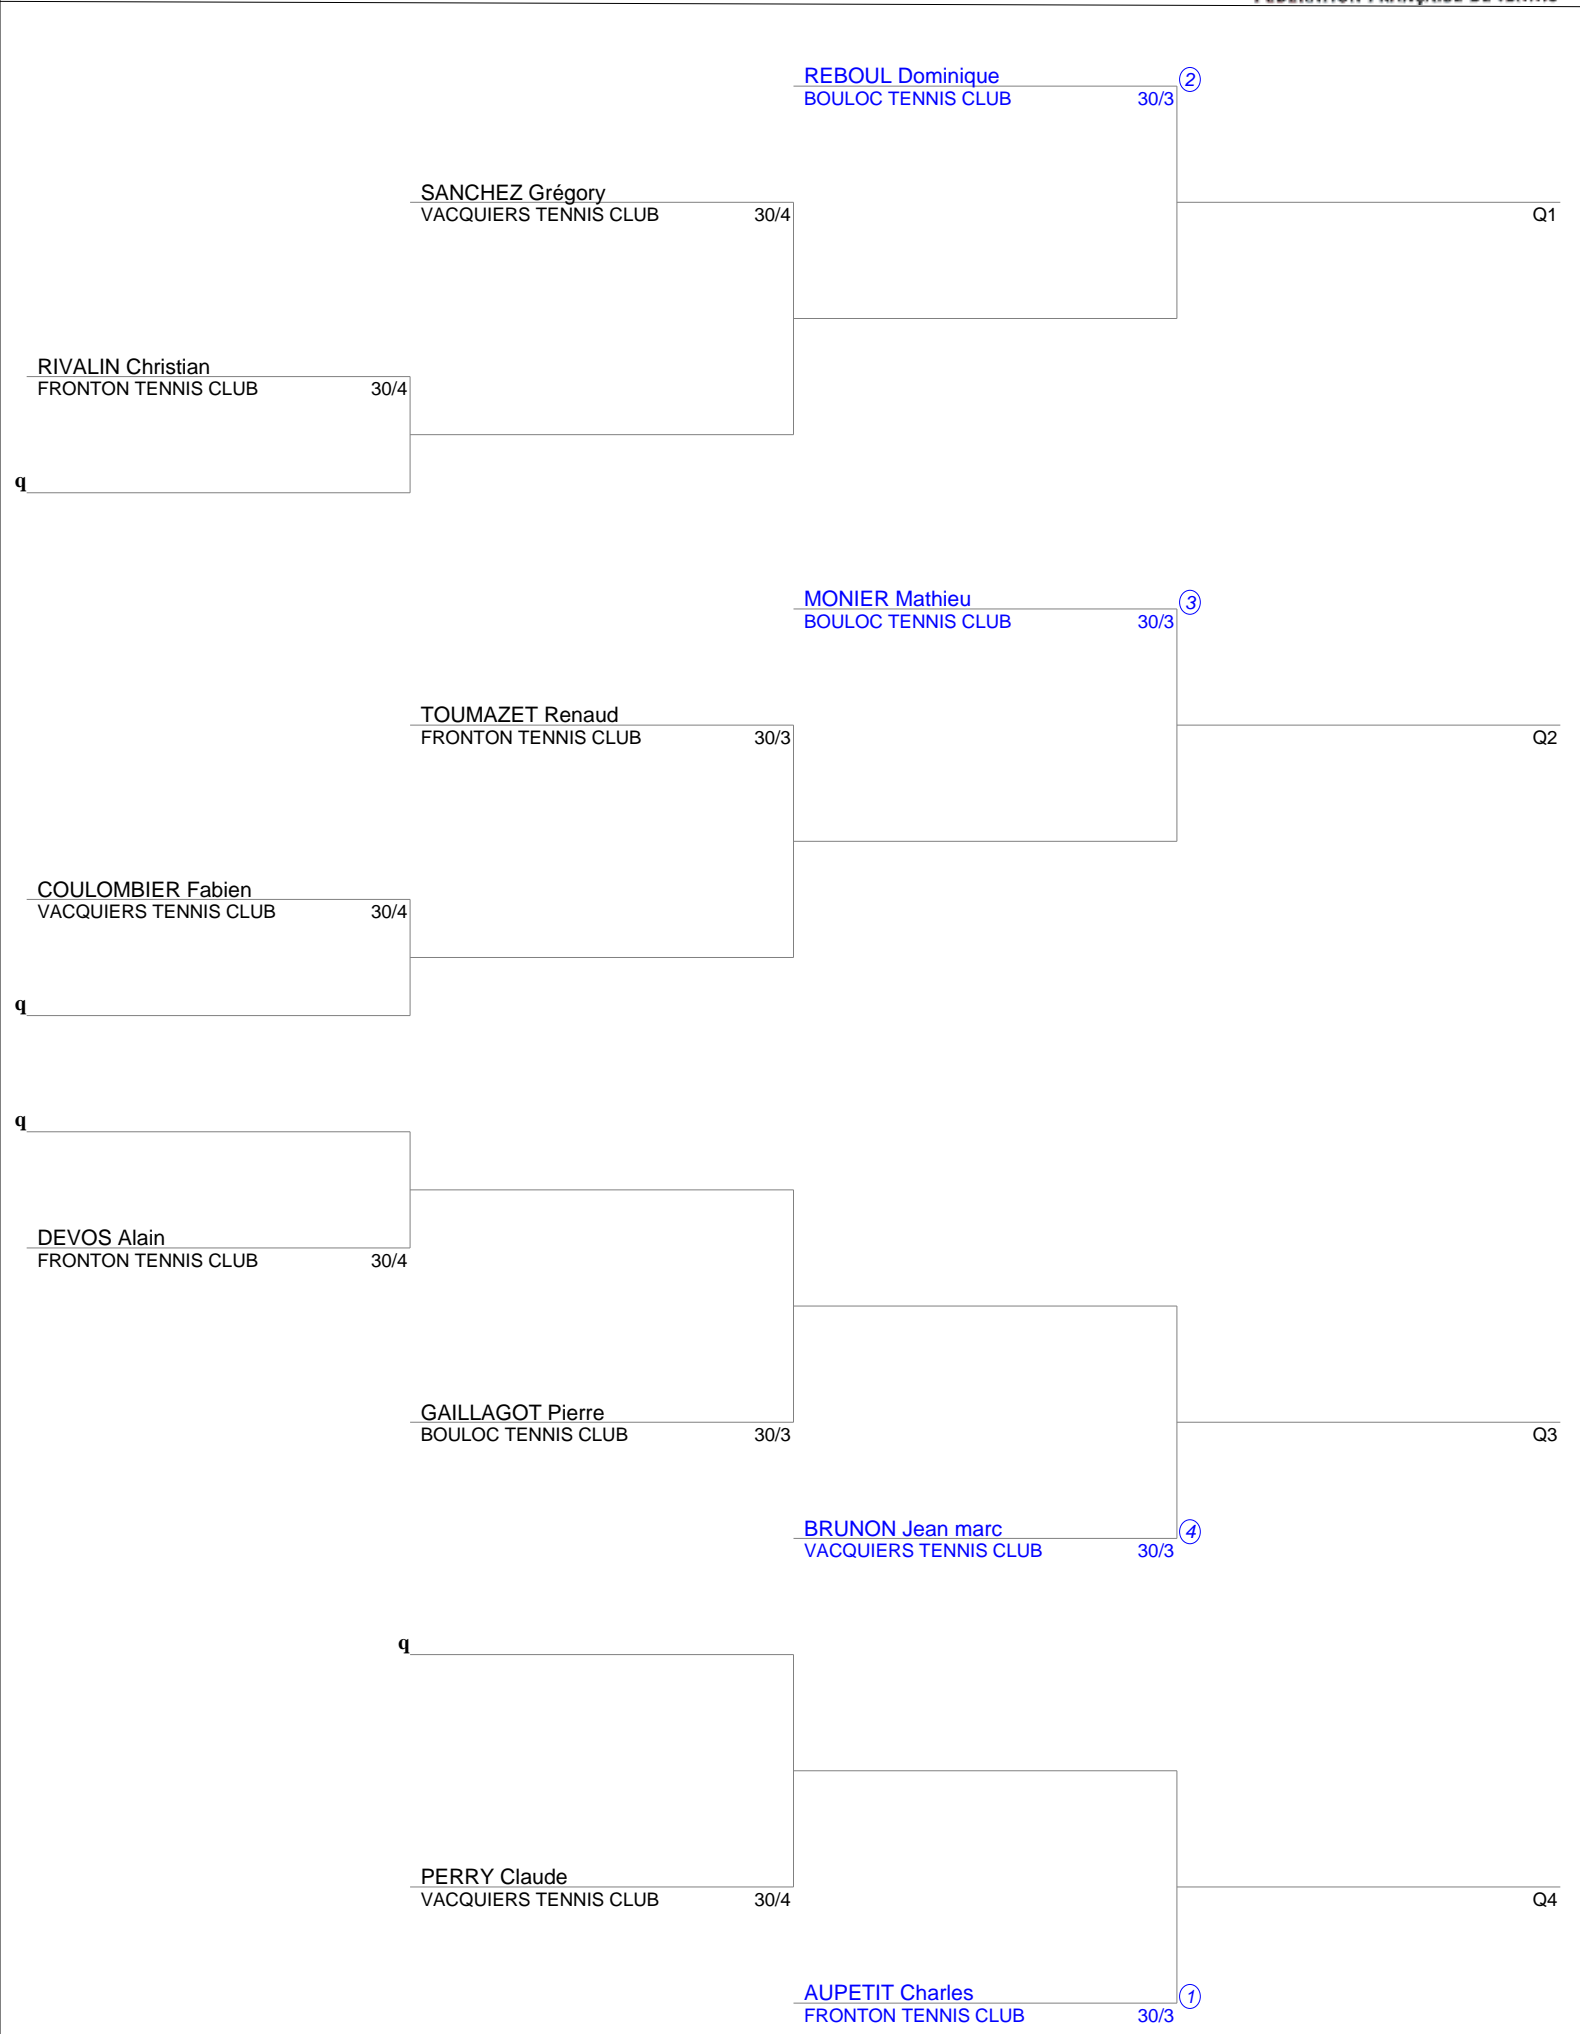 REBOUL Dominique 2
BOULOC TENNIS CLUB 30/3
SANCHEZ Grégory
VACQUIERS TENNIS CLUB 30/4
Q1
RIVALIN Christian
FRONTON TENNIS CLUB 30/4
q
MONIER Mathieu 3
BOULOC TENNIS CLUB 30/3
TOUMAZET Renaud
FRONTON TENNIS CLUB 30/3
Q2
COULOMBIER Fabien
VACQUIERS TENNIS CLUB 30/4
q
q
DEVOS Alain
FRONTON TENNIS CLUB 30/4
GAILLAGOT Pierre
BOULOC TENNIS CLUB 30/3
Q3
BRUNON Jean marc 4
VACQUIERS TENNIS CLUB 30/3
q
PERRY Claude
VACQUIERS TENNIS CLUB 30/4
Q4
AUPETIT Charles 1
FRONTON TENNIS CLUB 30/3